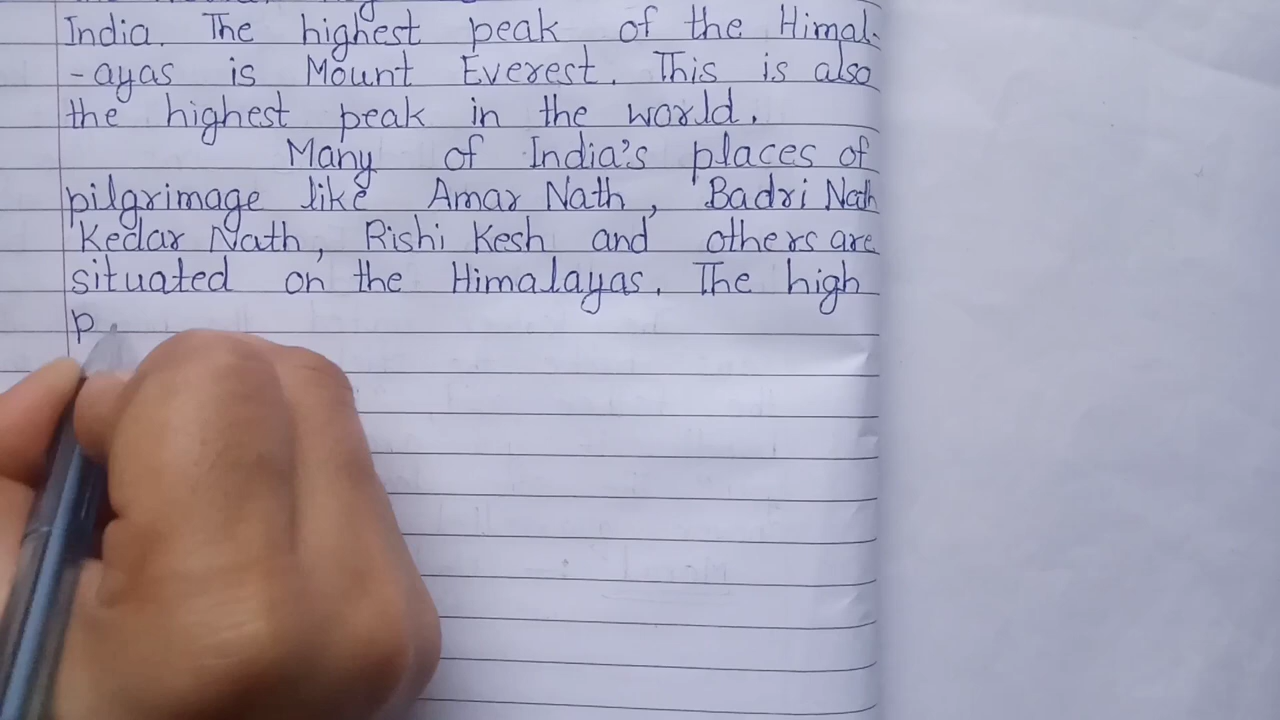 India. The highest peak of the Himal-
-ayas is Mount Everest. This is also
the highest peak in the world.
Many of India's places of
pilgrimage like Amar Nath, Badri Nath
Kedar Nath, Rishi Kesh and others are
situated on the Himalayas. The high
p